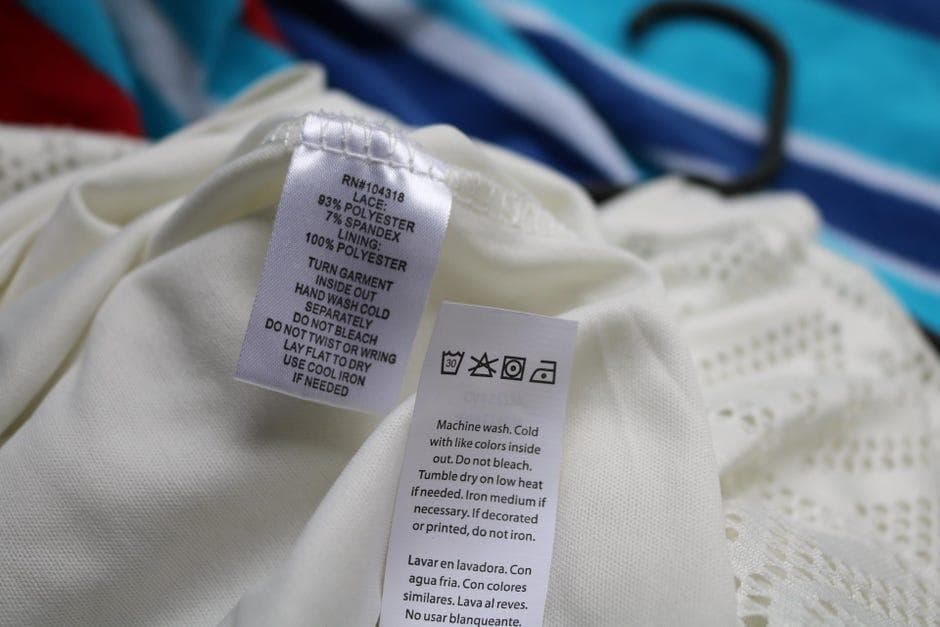 RN#104318
LACE:
93% POLYESTER
7% SPANDEX
LINING:
100% POLYESTER
TURN GARMENT
INSIDE OUT
HAND WASH COLD
SEPARATELY
DO NOT BLEACH
DO NOT TWIST OR WRING
LAY FLAT TO DRY
USE COOL IRON
IF NEEDED
30
Machine wash. Cold
with like colors inside
out. Do not bleach.
Tumble dry on low heat
if needed. Iron medium if
necessary. If decorated
or printed, do not iron.
Lavar en lavadora. Con
agua fria. Con colores
similares. Lava al reves.
No usar blanqueante.